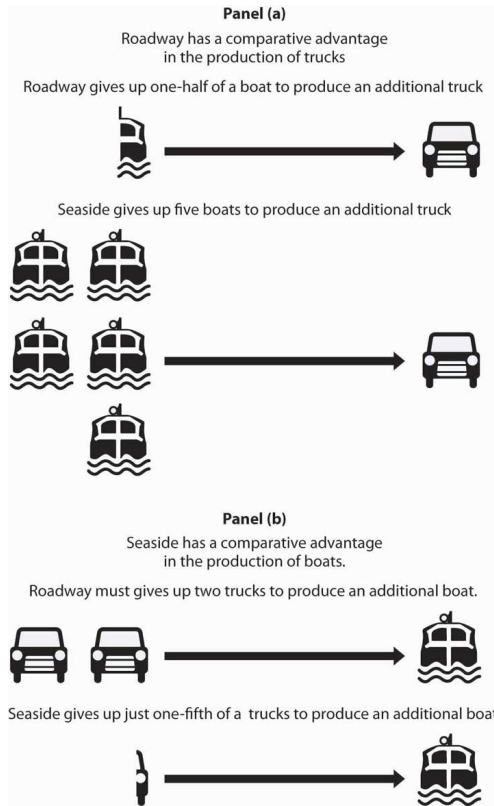 Panel (a)
Roadway has a comparative advantage
in the production of trucks
Roadway gives up one-half of a boat to produce an additional truck
Seaside gives up five boats to produce an additional truck
Panel (b)
Seaside has a comparative advantage
in the production of boats.
Roadway must gives up two trucks to produce an additional boat.
Seaside gives up just one-fifth of a trucks to produce an additional boat